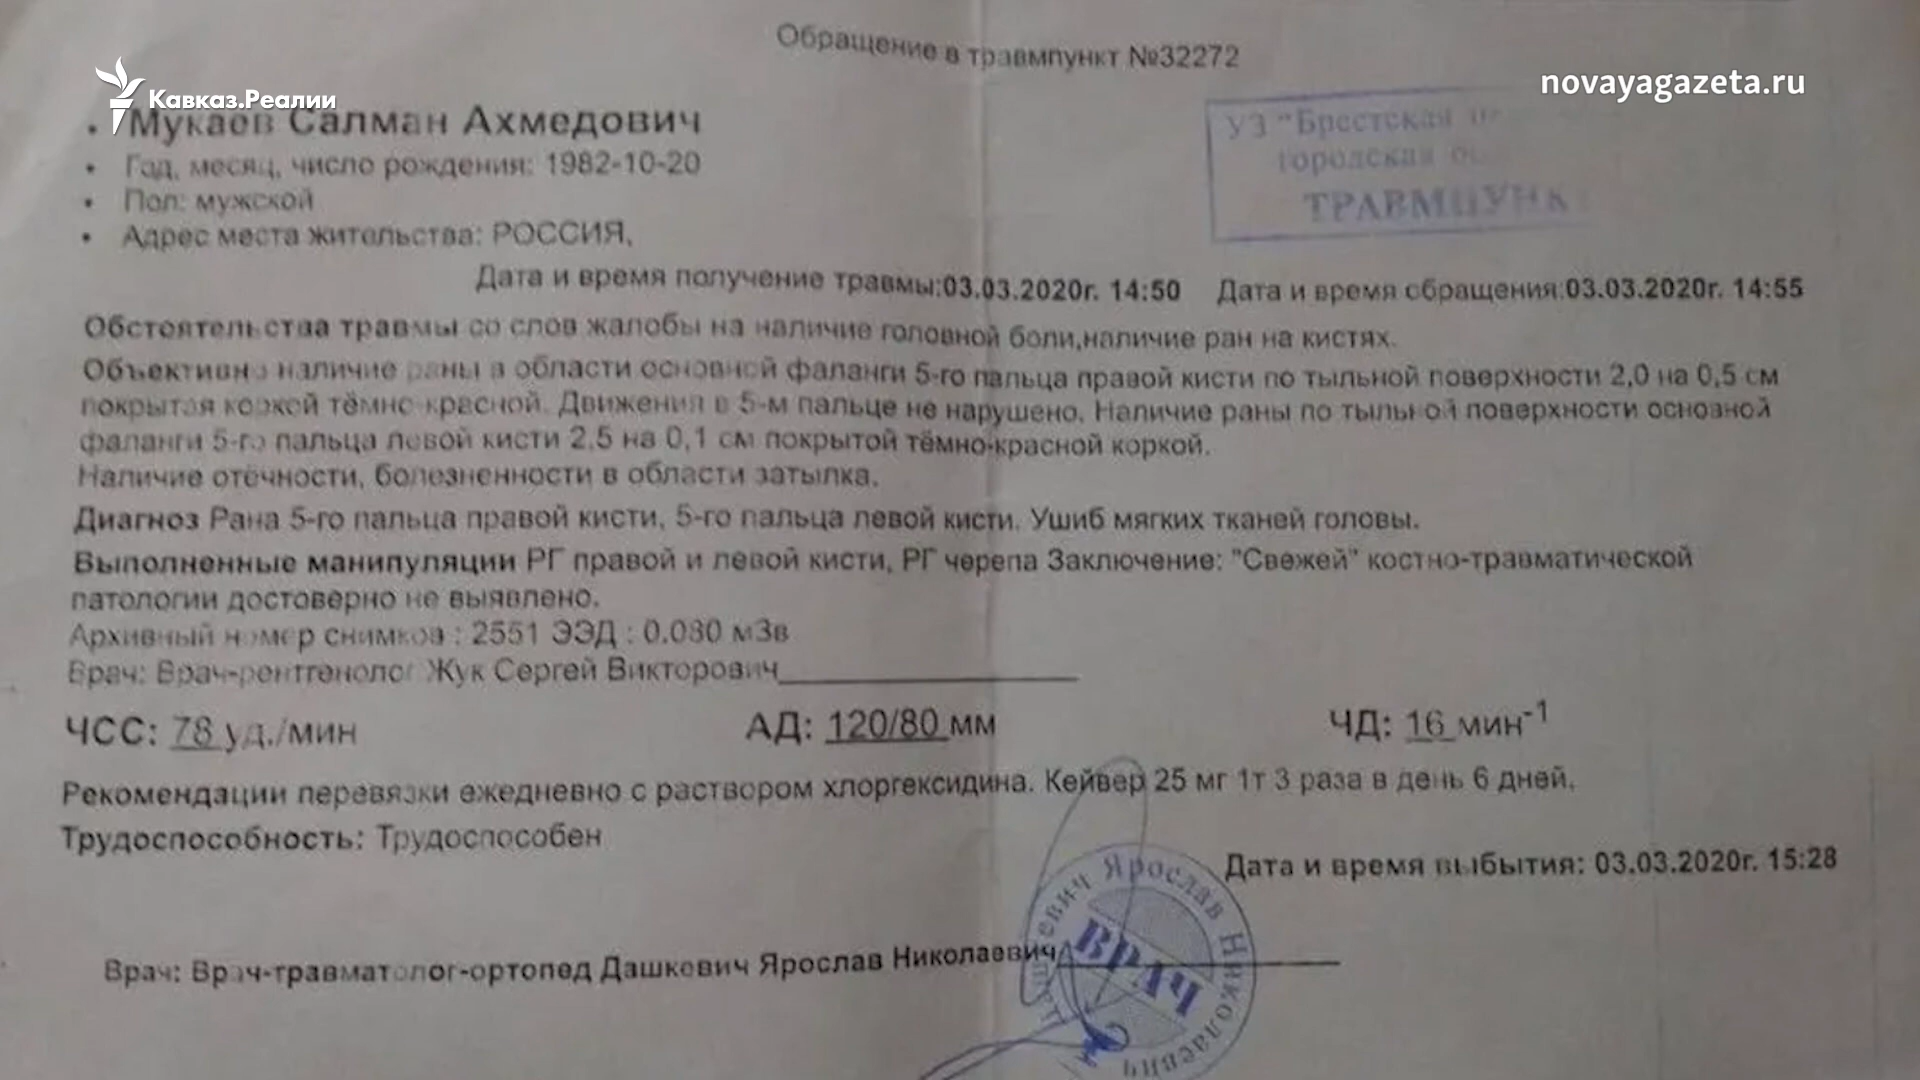 Обращение в травмпункт №32272
Кавказ.Реалии
novayagazeta.ru
• Мукаев Салман Ахмедович
УЗ "Брестская
городская
ТРАВМПУНК
• Год, месяц, число рождения: 1982-10-20
• Пол: мужской
• Адрес места жительства: РОССИЯ,
Дата и время получение травмы:03.03.2020г. 14:50 Дата и время обращения:03.03.2020г. 14:55
Обстоятельства травмы со слов жалобы на наличие головной боли,наличие ран на кистях.
Объективно наличие раны в области основной фаланги 5-го пальца правой кисти по тыльной поверхности 2,0 на 0,5 см
покрытая коркой тёмно-красной. Движения в 5-м пальце не нарушено. Наличие раны по тыльной поверхности основной
фаланги 5-го пальца левой кисти 2,5 на 0,1 см покрытой тёмно-красной коркой.
Наличие отёчности, болезненности в области затылка.
Диагноз Рана 5-го пальца правой кисти, 5-го пальца левой кисти. Ушиб мягких тканей головы.
Выполненные манипуляции РГ правой и левой кисти, РГ черепа Заключение: "Свежей" костно-травматической
патологии достоверно не выявлено.
Архивный номер снимков : 2551 ЭЭД : 0.080 мЗв
Врач: Врач-рентгенолог Жук Сергей Викторович
ЧСС: 78 уд./мин АД: 120/80 мм ЧД: 16 мин-1
Рекомендации перевязки ежедневно с раствором хлоргексидина. Кейвер 25 мг 1т 3 раза в день 6 дней.
Трудоспособность: Трудоспособен
Дата и время выбытия: 03.03.2020г. 15:28
Врач: Врач-травматолог-ортопед Дашкевич Ярослав Николаевич
Дашкевич Ярослав Николаевич
ВРАЧ